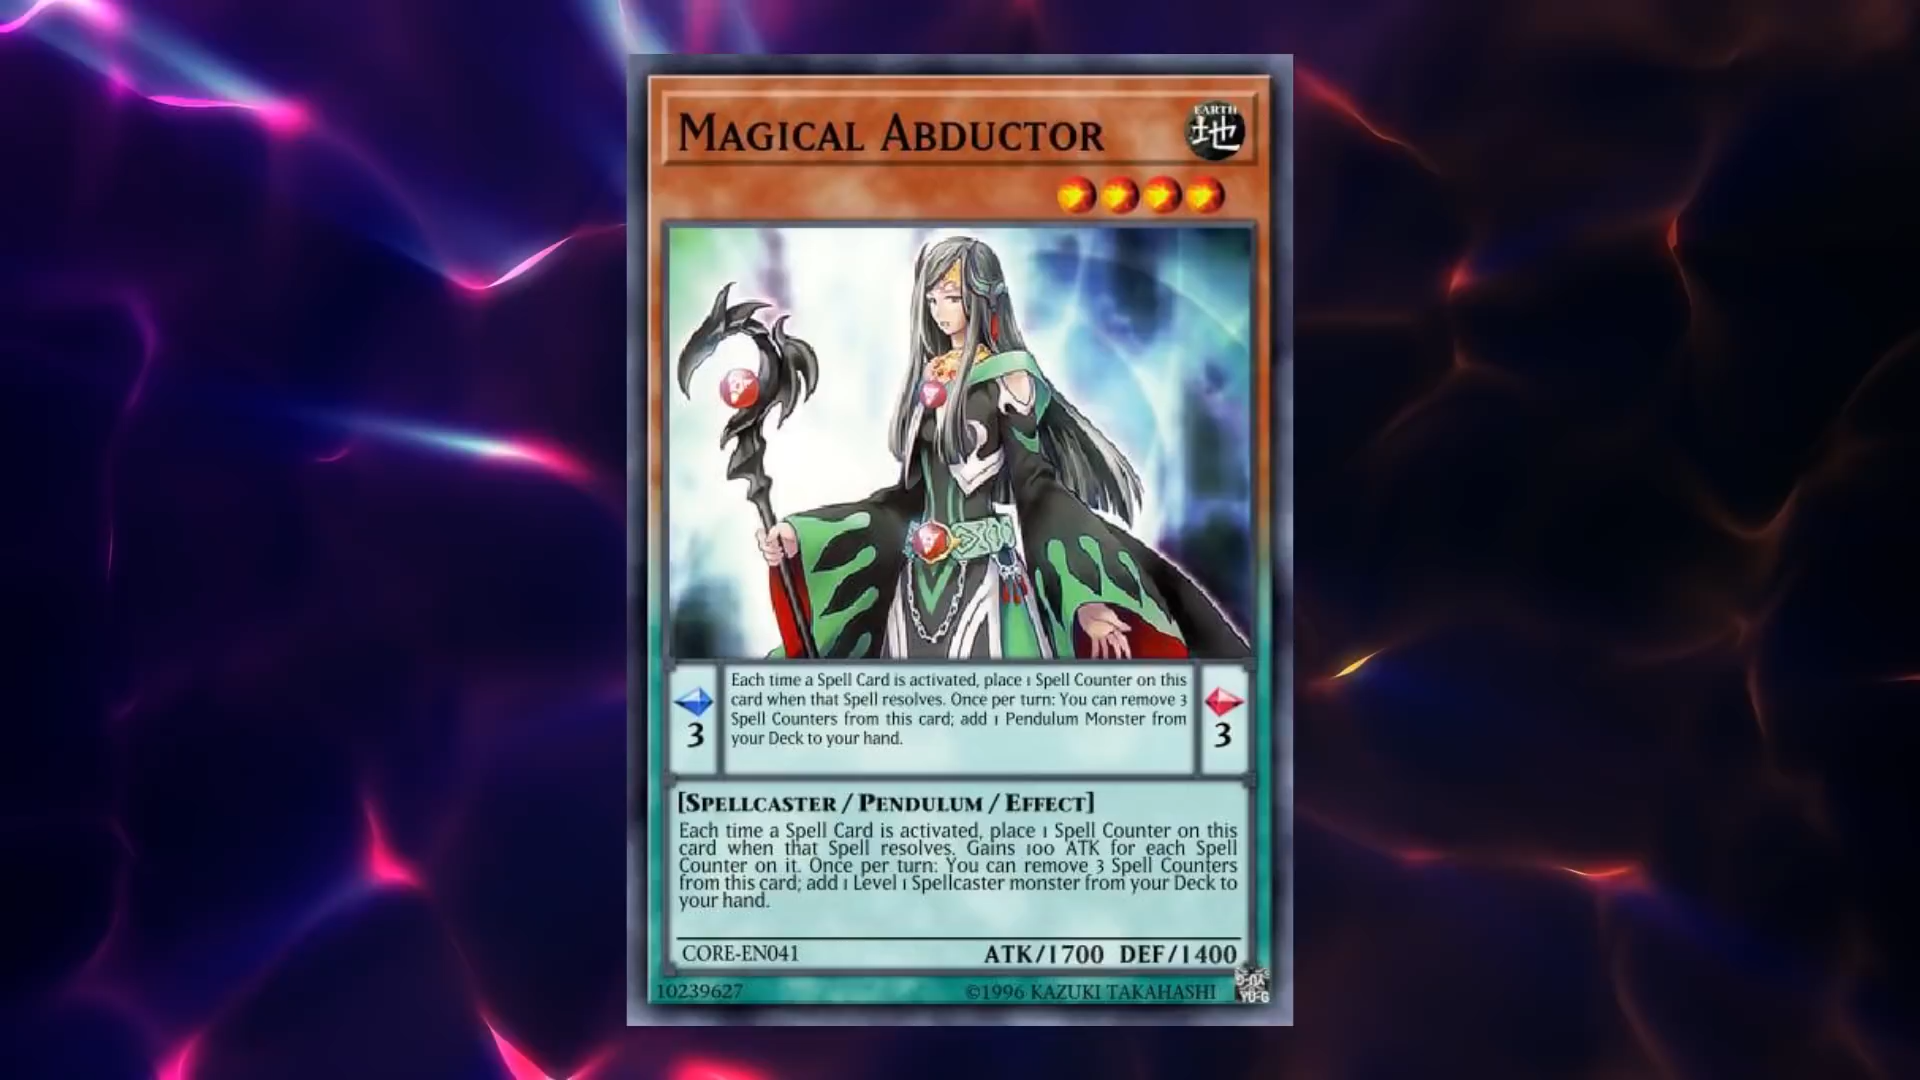 MAGICAL ABDUCTOR
EARTH
地
Each time a Spell Card is activated, place 1 Spell Counter on this
card when that Spell resolves. Once per turn: You can remove 3
Spell Counters from this card; add 1 Pendulum Monster from
your Deck to your hand.
3
3
[SPELLCASTER / PENDULUM / EFFECT]
Each time a Spell Card is activated, place 1 Spell Counter on this
card when that Spell resolves. Gains 100 ATK for each Spell
Counter on it. Once per turn: You can remove 3 Spell Counters
from this card; add 1 Level 1 Spellcaster monster from your Deck to
your hand.
CORE-EN041
ATK/1700 DEF/1400
10239627
©1996 KAZUKI TAKAHASHI